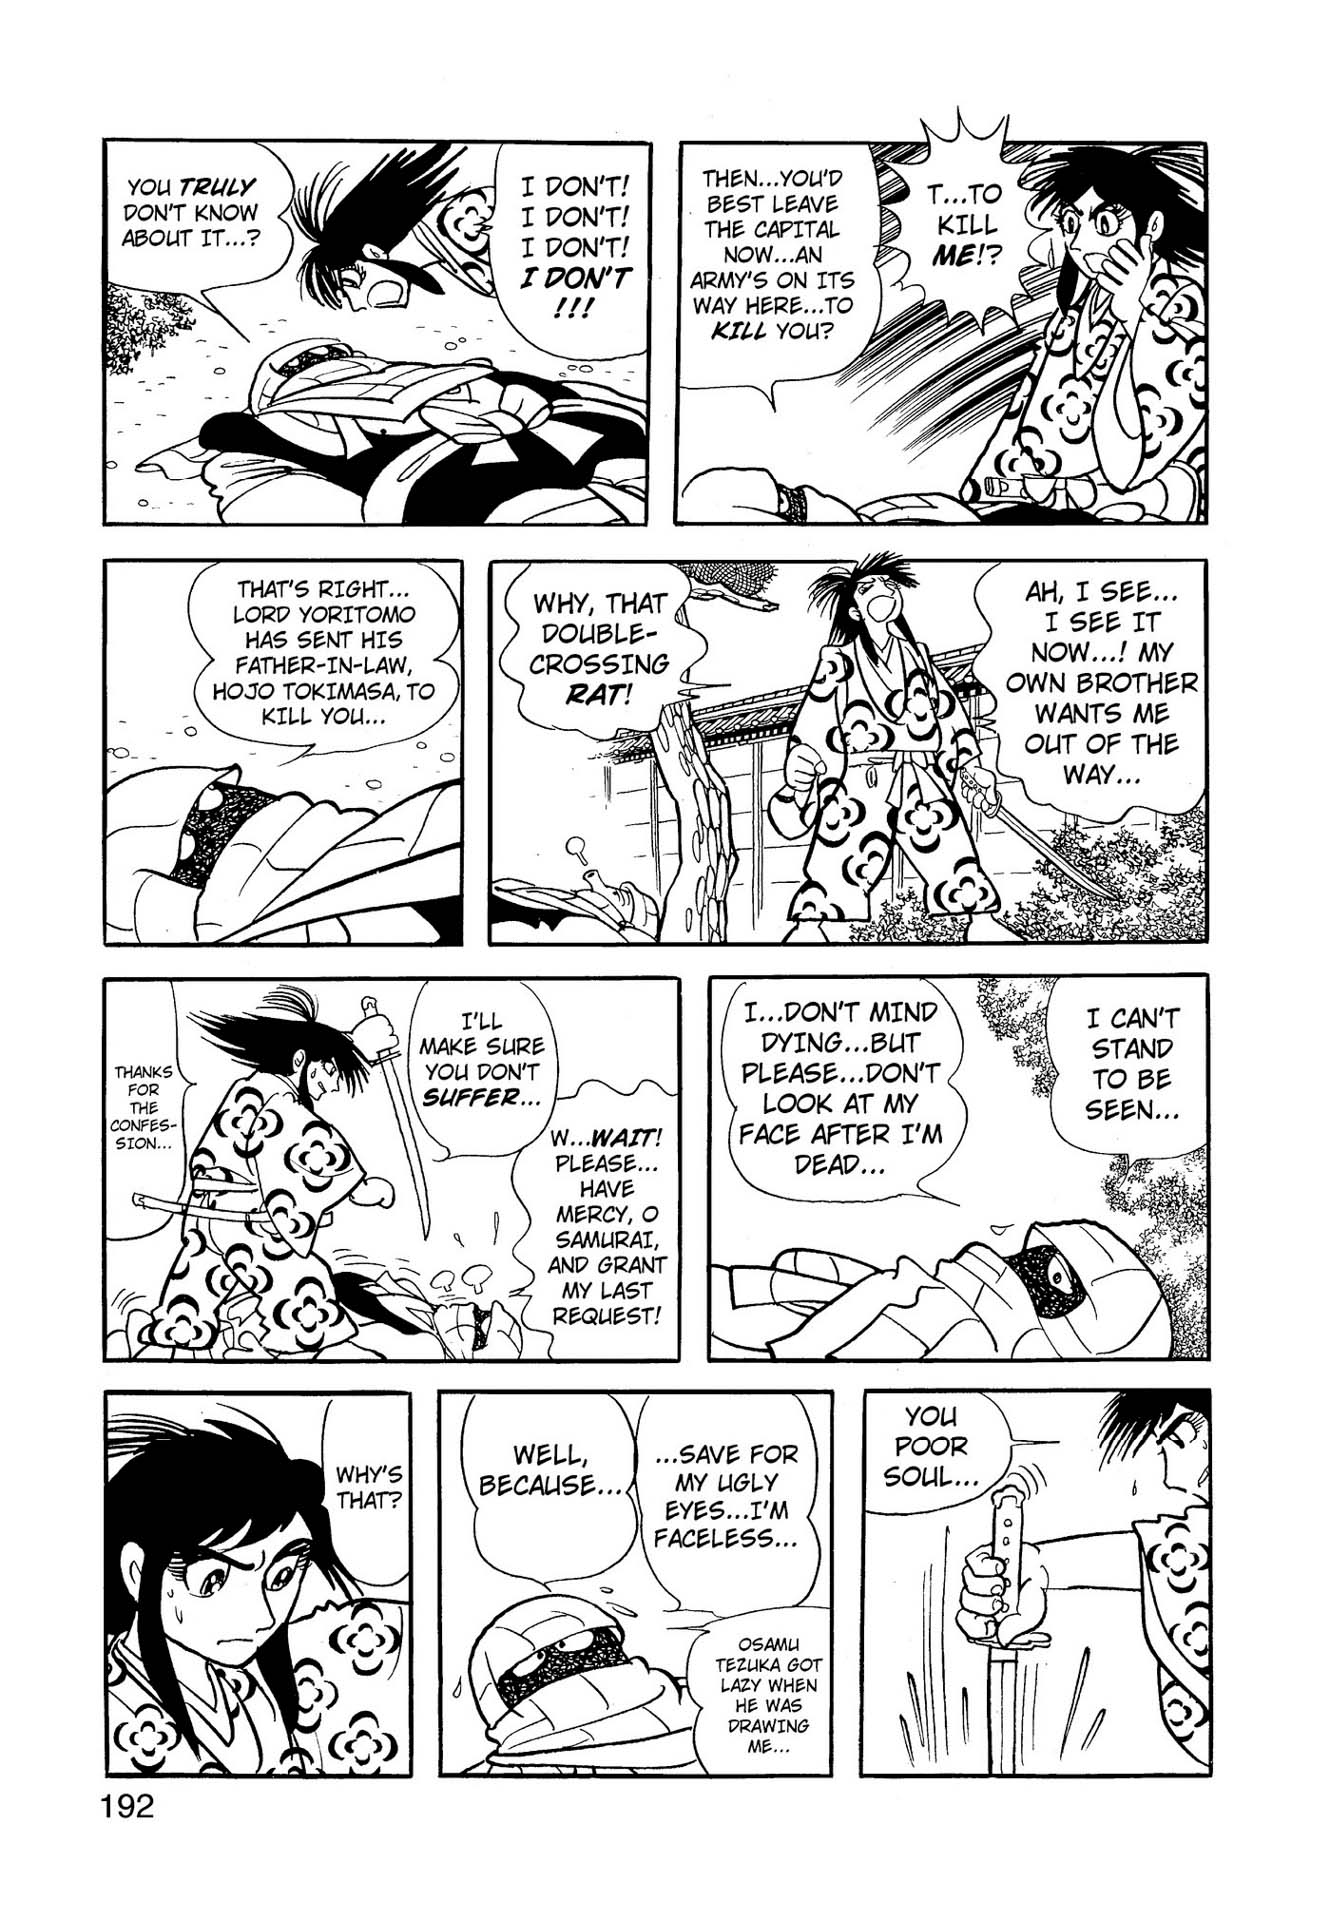 YOU TRULY
DON'T KNOW
ABOUT IT...?
I DON'T!
I DON'T!
I DON'T!
I DON'T
!!!
THEN...YOU'D
BEST LEAVE
THE CAPITAL
NOW...AN
ARMY'S ON ITS
WAY HERE...TO
KILL YOU?
T...TO
KILL
ME!?
THAT'S RIGHT...
LORD YORITOMO
HAS SENT HIS
FATHER-IN-LAW,
HOJO TOKIMASA, TO
KILL YOU...
WHY, THAT
DOUBLE-
CROSSING
RAT!
AH, I SEE...
I SEE IT
NOW...! MY
OWN BROTHER
WANTS ME
OUT OF THE
WAY...
THANKS
FOR
THE
CONFES-
SION...
I'LL
MAKE SURE
YOU DON'T
SUFFER...
W...WAIT!
PLEASE...
HAVE
MERCY, O
SAMURAI,
AND GRANT
MY LAST
REQUEST!
I...DON'T MIND
DYING...BUT
PLEASE...DON'T
LOOK AT MY
FACE AFTER I'M
DEAD...
I CAN'T
STAND
TO BE
SEEN...
WHY'S
THAT?
WELL,
BECAUSE...
...SAVE FOR
MY UGLY
EYES...I'M
FACELESS...
OSAMU
TEZUKA GOT
LAZY WHEN
HE WAS
DRAWING
ME...
YOU
POOR
SOUL...
192